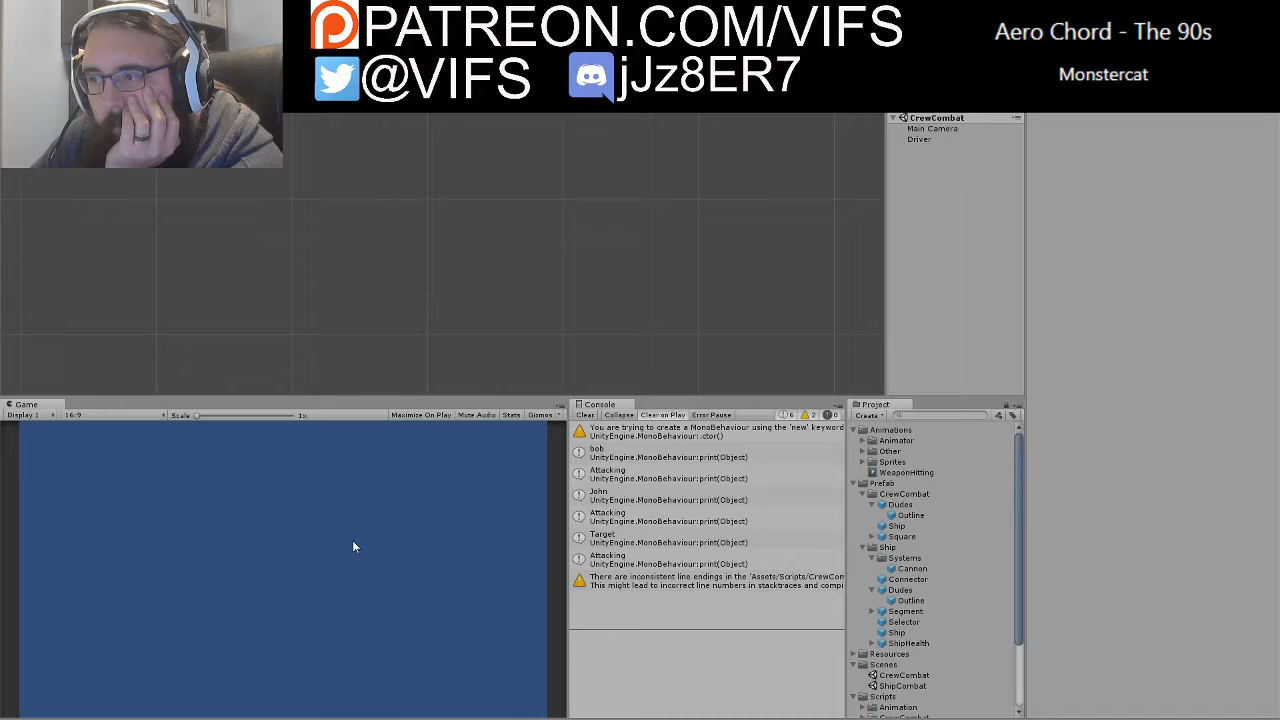 PATREON.COM/VIFS
@VIFS jJz8ER7
Aero Chord - The 90s
Monstercat
CrewCombat
Main Camera
Driver
Game
Display 1 16:9 Scale 1x Maximize On Play Mute Audio Stats Gizmos
Console
Clear Collapse Clear on Play Error Pause 6 2 0
You are trying to create a MonoBehaviour using the 'new' keyword
UnityEngine.MonoBehaviour:.ctor()
bob
UnityEngine.MonoBehaviour:print(Object)
Attacking
UnityEngine.MonoBehaviour:print(Object)
John
UnityEngine.MonoBehaviour:print(Object)
Attacking
UnityEngine.MonoBehaviour:print(Object)
Target
UnityEngine.MonoBehaviour:print(Object)
Attacking
UnityEngine.MonoBehaviour:print(Object)
There are inconsistent line endings in the 'Assets/Scripts/CrewCom
This might lead to incorrect line numbers in stacktraces and compi
Project
Create
Animations
Animator
Other
Sprites
WeaponHitting
Prefab
CrewCombat
Dudes
Outline
Ship
Square
Ship
Systems
Cannon
Connector
Dudes
Outline
Segment
Selector
Ship
ShipHealth
Resources
Scenes
CrewCombat
ShipCombat
Scripts
Animation
CrewCombat